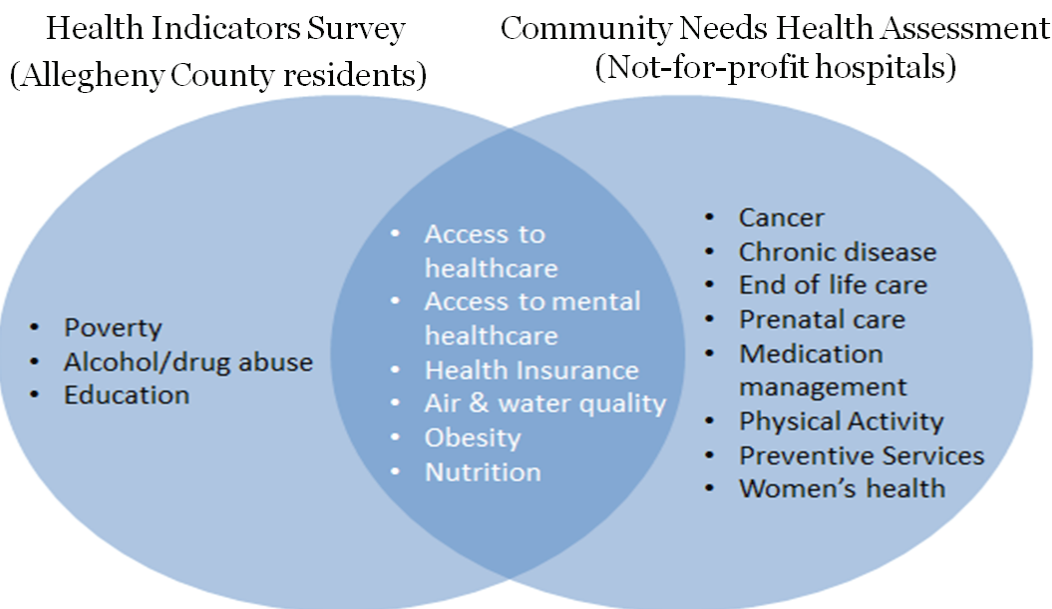 Health Indicators Survey
(Allegheny County residents)
Community Needs Health Assessment
(Not-for-profit hospitals)
• Poverty
• Alcohol/drug abuse
• Education
• Access to
healthcare
• Access to mental
healthcare
• Health Insurance
• Air & water quality
• Obesity
• Nutrition
• Cancer
• Chronic disease
• End of life care
• Prenatal care
• Medication
management
• Physical Activity
• Preventive Services
• Women’s health